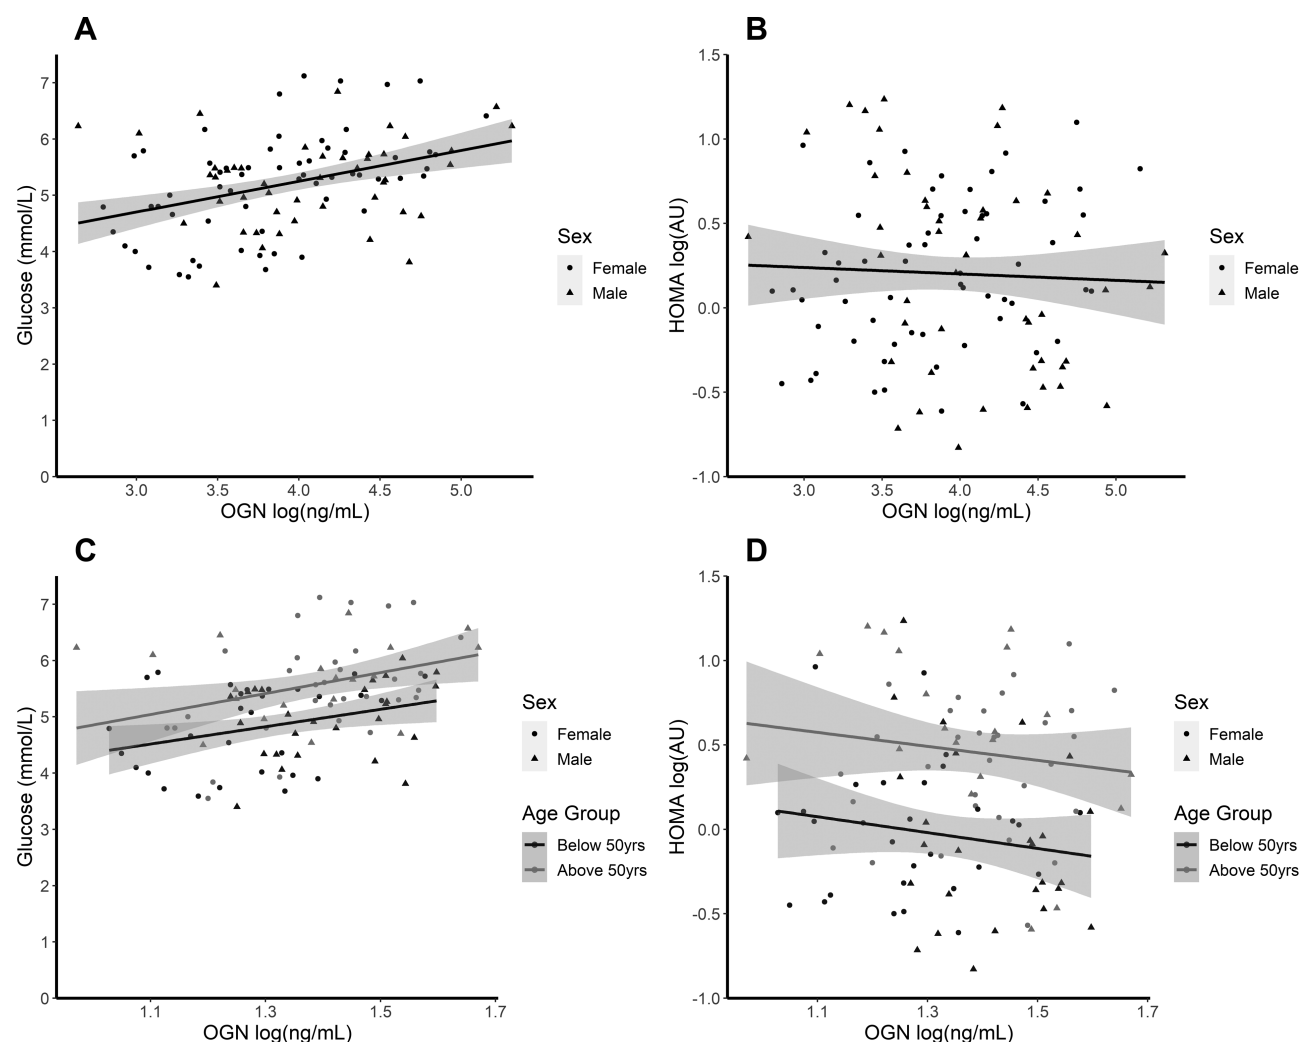 A
Glucose (mmol/L)
7
6
5
4
3
2
1
0
3.0 3.5 4.0 4.5 5.0
OGN log(ng/mL)
Sex
Female
Male
B
HOMA log(AU)
1.5
1.0
0.5
0.0
-0.5
-1.0
3.0 3.5 4.0 4.5 5.0
OGN log(ng/mL)
Sex
Female
Male
C
Glucose (mmol/L)
7
6
5
4
3
2
1
0
1.1 1.3 1.5 1.7
OGN log(ng/mL)
Sex
Female
Male
Age Group
Below 50yrs
Above 50yrs
D
HOMA log(AU)
1.5
1.0
0.5
0.0
-0.5
-1.0
1.1 1.3 1.5 1.7
OGN log(ng/mL)
Sex
Female
Male
Age Group
Below 50yrs
Above 50yrs